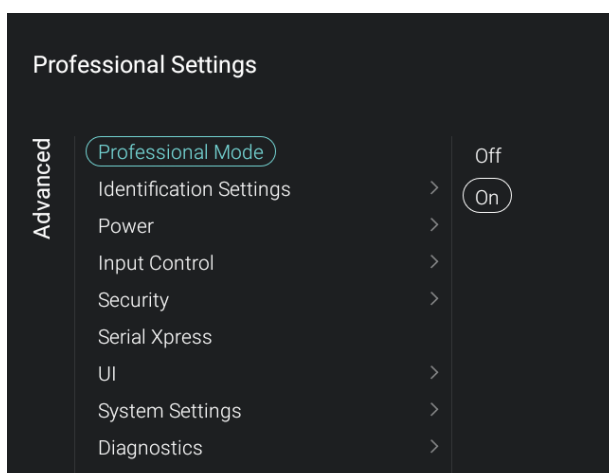 Professional Settings
Advanced
Professional Mode
Identification Settings
Power
Input Control
Security
Serial Xpress
UI
System Settings
Diagnostics
Off
On